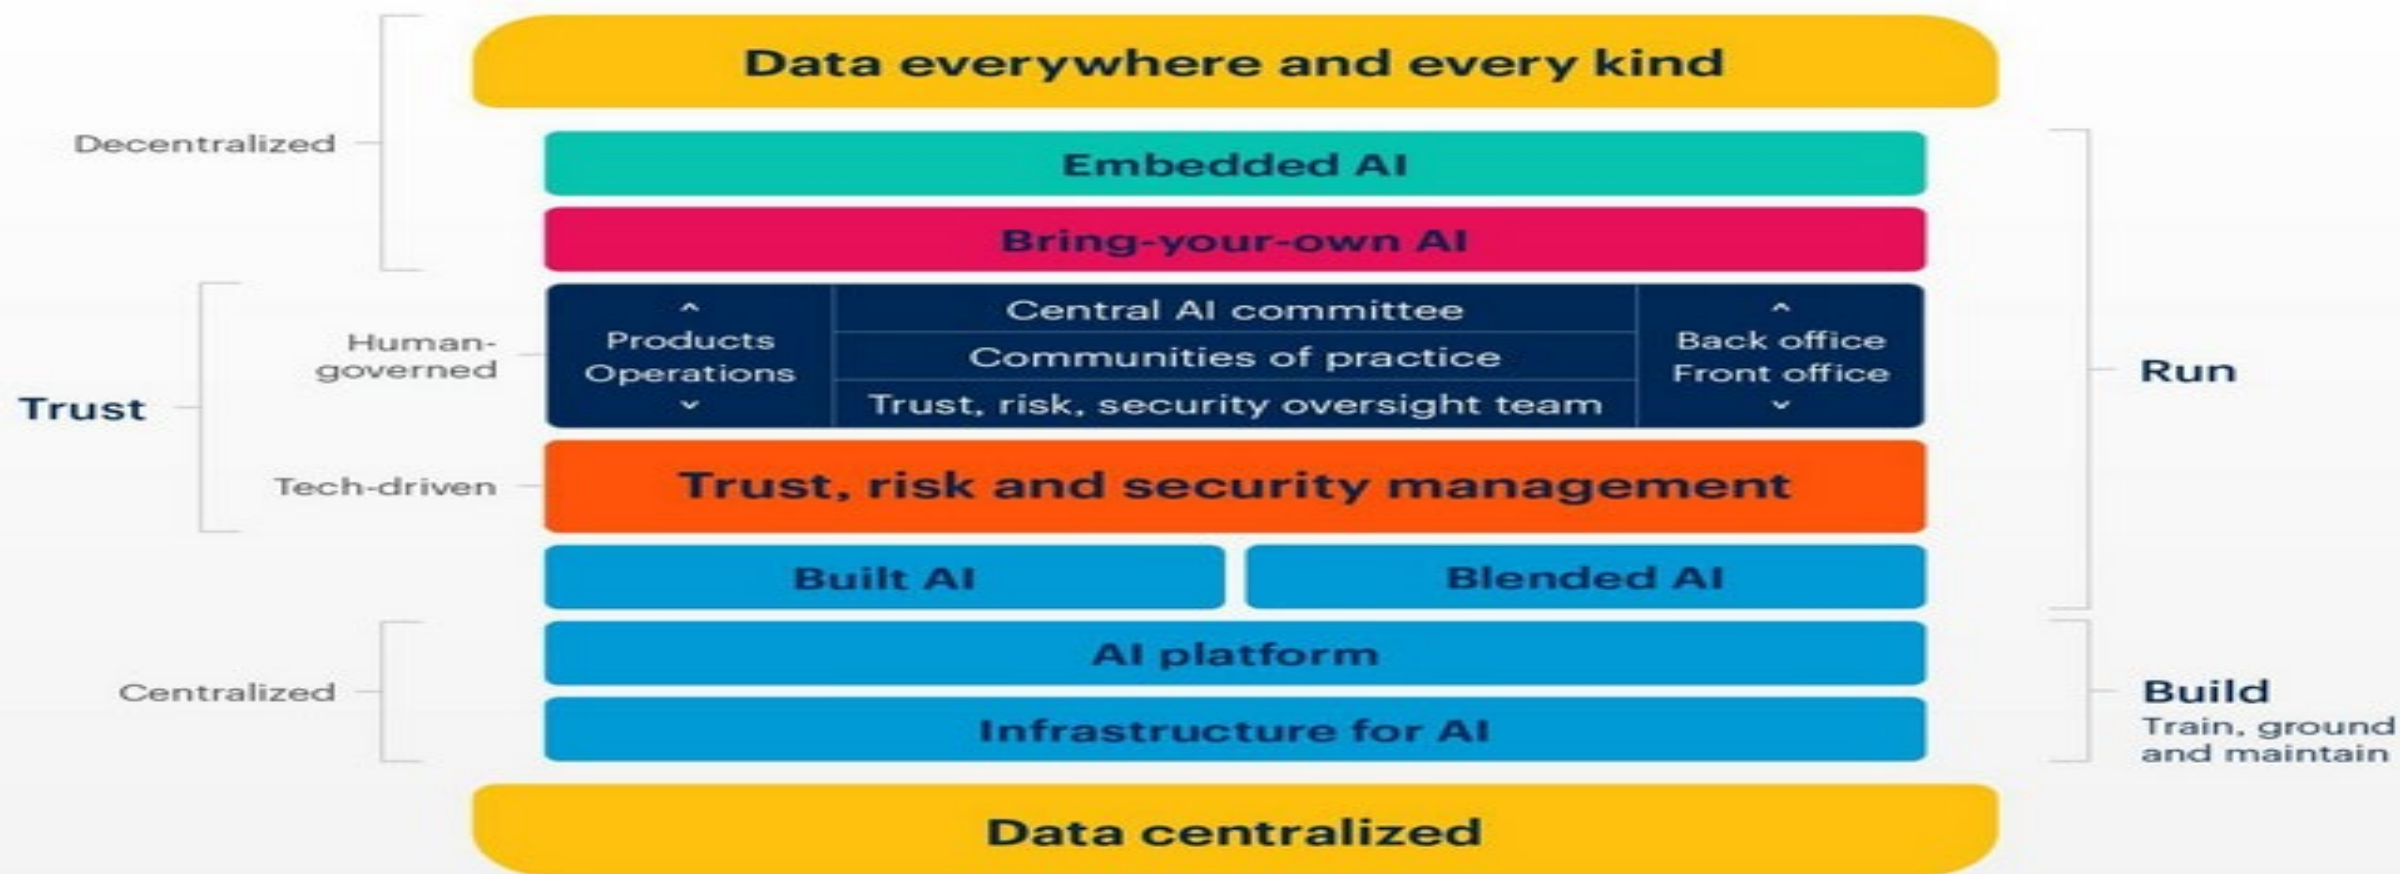 Data everywhere and every kind
Decentralized
Embedded AI
Bring-your-own AI
Trust
Human-
governed
Products
Operations
Central AI committee
Communities of practice
Trust, risk, security oversight team
Back office
Front office
Run
Tech-driven
Trust, risk and security management
Built AI
Blended AI
Centralized
AI platform
Infrastructure for AI
Build
Train, ground
and maintain
Data centralized